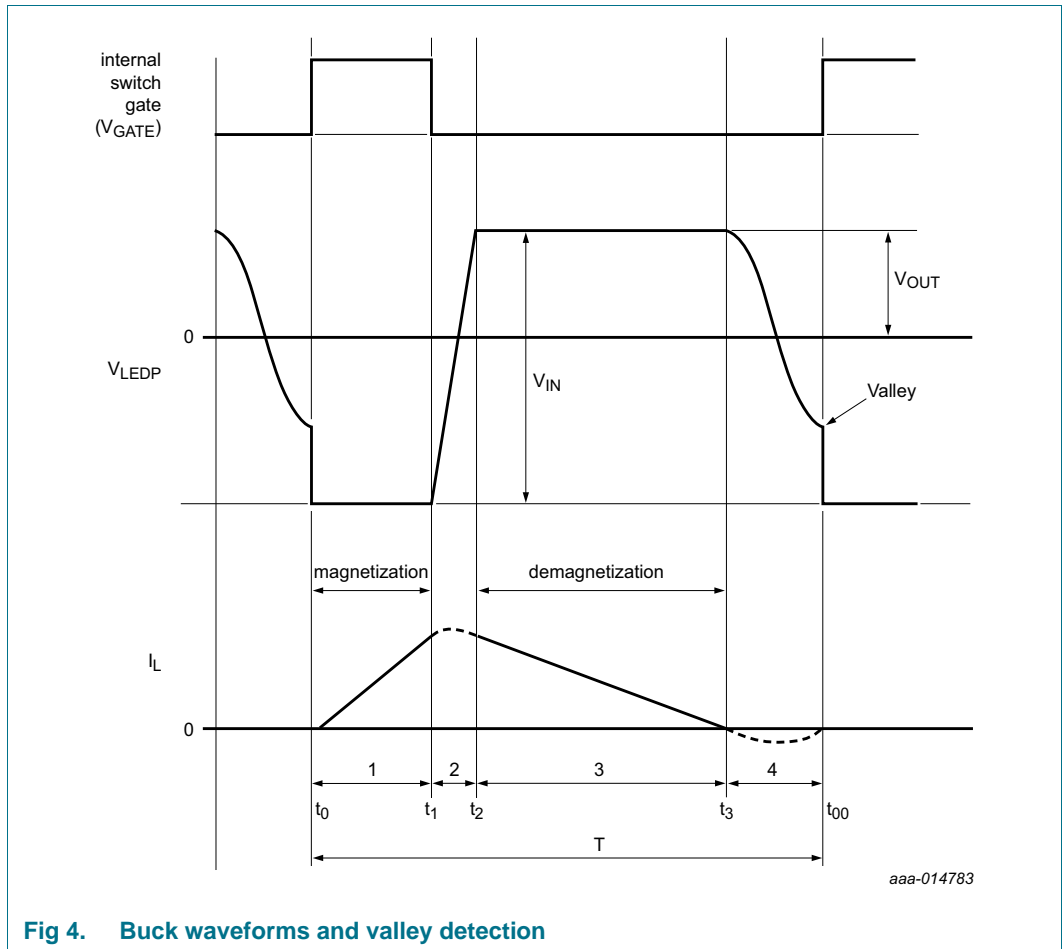 internal
switch
gate
(VGATE)
0
VLEDP
VIN
VOUT
Valley
magnetization
demagnetization
IL
0
1
2
3
4
t0
t1
t2
t3
t00
T
aaa-014783
Fig 4. Buck waveforms and valley detection